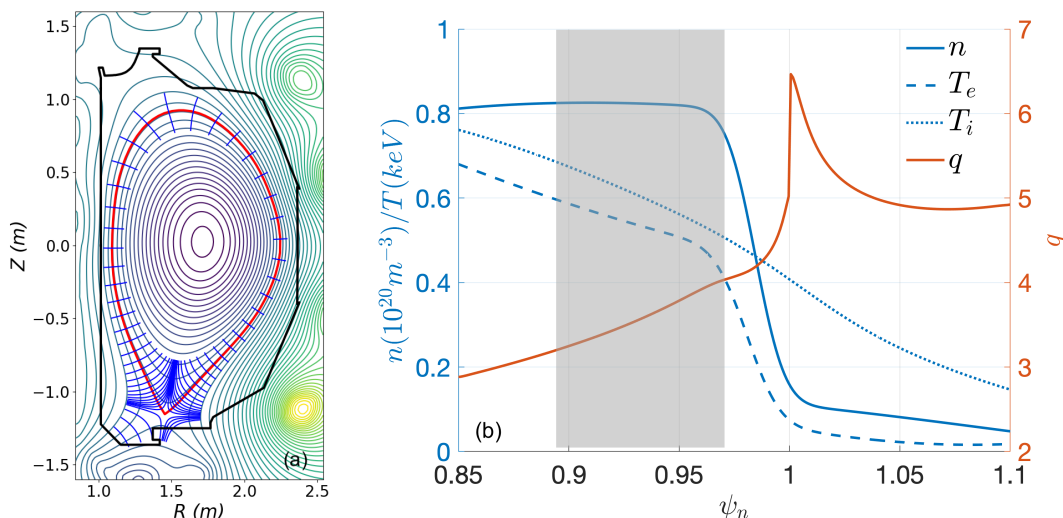 1.5
1.0
0.5
0.0
−0.5
−1.0
−1.5
Z (m)
1.0 1.5 2.0 2.5
R (m)
(a)
1
0.8
0.6
0.4
0.2
0
n(10^{20}m^{-3})/T(keV)
7
6
5
4
3
2
q
n
T_e
T_i
q
(b)
0.85 0.9 0.95 1 1.05 1.1
ψ_n